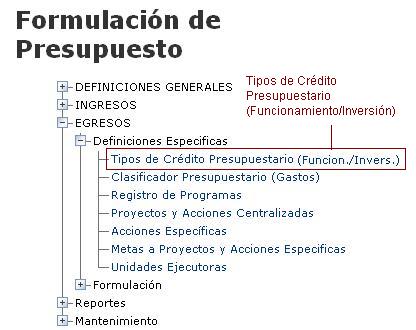 Formulación de
Presupuesto
DEFINICIONES GENERALES
Tipos de Crédito
Presupuestario
(Funcionamiento/Inversión)
INGRESOS
EGRESOS
Definiciones Especificas
Tipos de Crédito Presupuestario (Funcion./Invers.)
Clasificador Presupuestario (Gastos)
Registro de Programas
Proyectos y Acciones Centralizadas
Acciones Específicas
Metas a Proyectos y Acciones Especificas
Unidades Ejecutoras
Formulación
Reportes
Mantenimiento